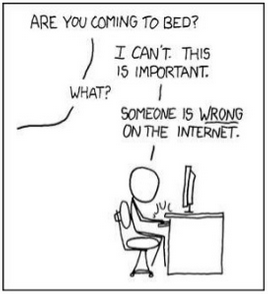 ARE YOU COMING TO BED?
I CAN'T. THIS
IS IMPORTANT.
WHAT?
SOMEONE IS WRONG
ON THE INTERNET.